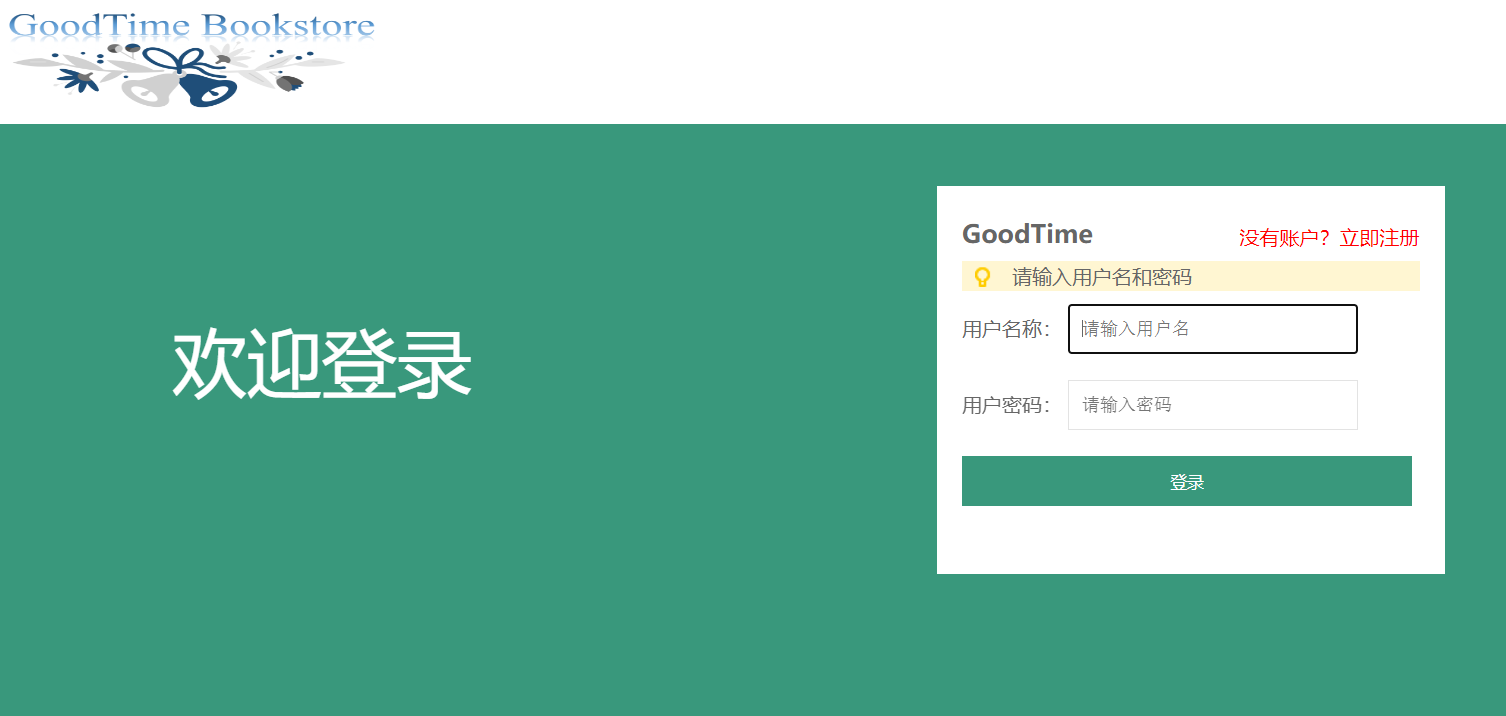 GoodTime Bookstore
欢迎登录
GoodTime
没有账户？立即注册
请输入用户名和密码
用户名称：
请输入用户名
用户密码：
请输入密码
登录